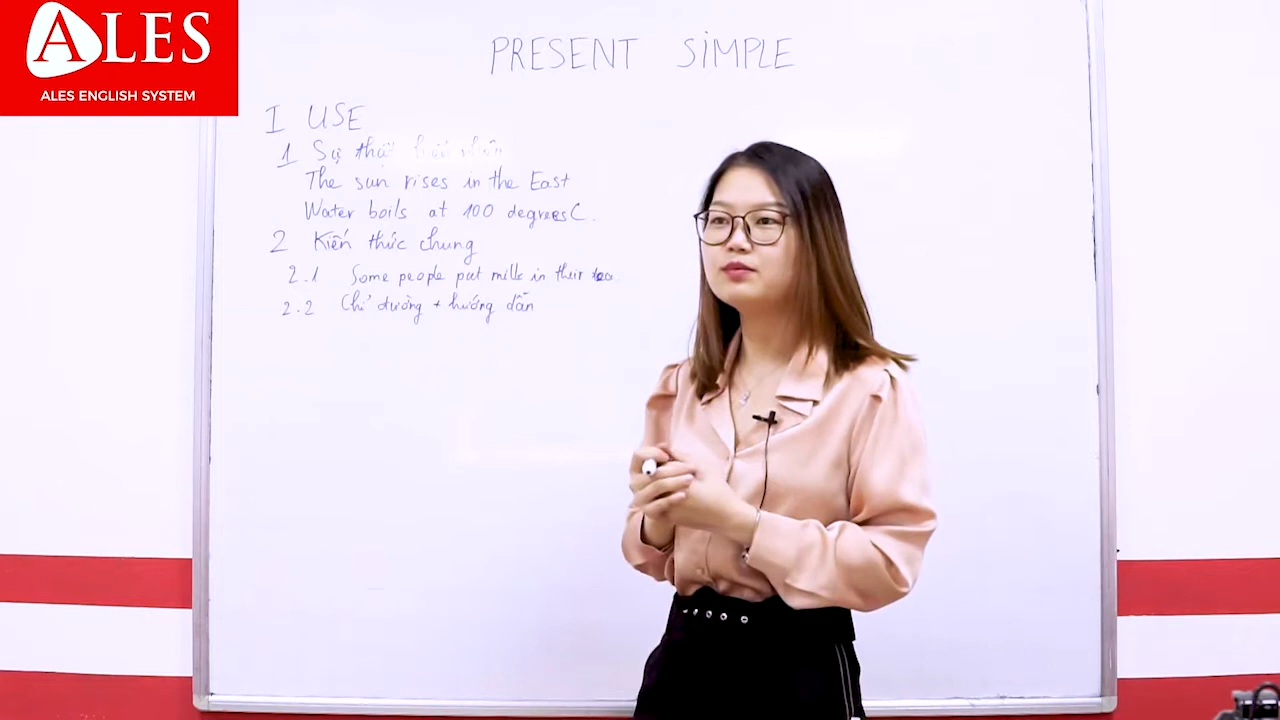 ALES
ALES ENGLISH SYSTEM
PRESENT SIMPLE
I USE
1 Sự thật hiển nhiên
The sun rises in the East
Water boils at 100 degrees C.
2 Kiến thức chung
2.1 Some people put milk in their tea
2.2 Chỉ đường + hướng dẫn